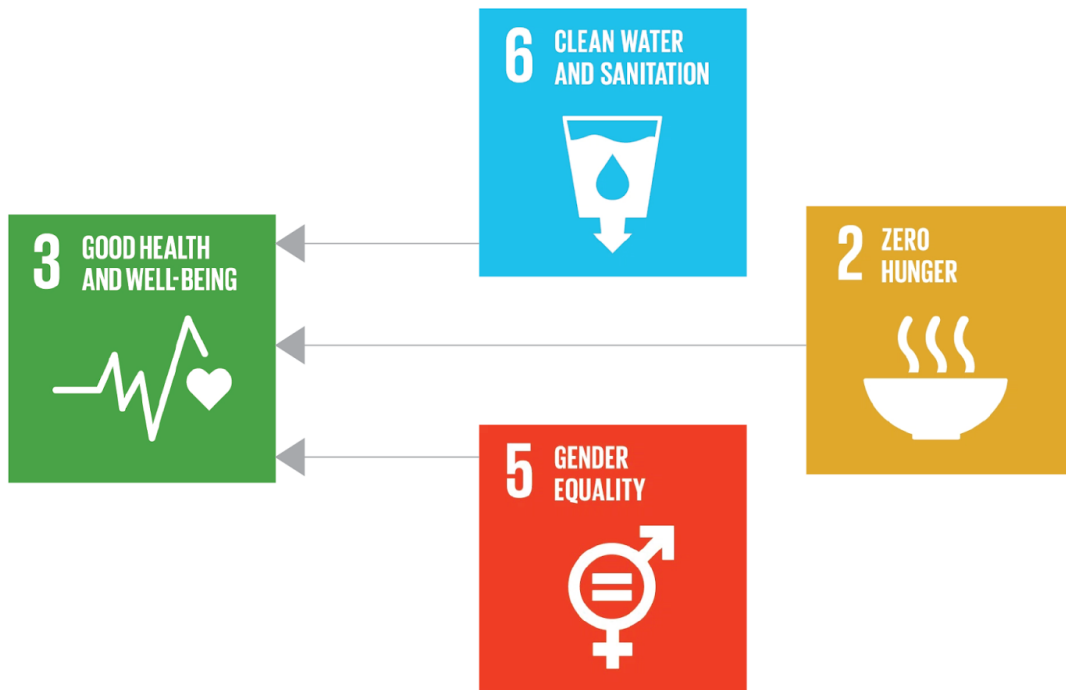 6 CLEAN WATER
AND SANITATION
3 GOOD HEALTH
AND WELL-BEING
2 ZERO
HUNGER
5 GENDER
EQUALITY